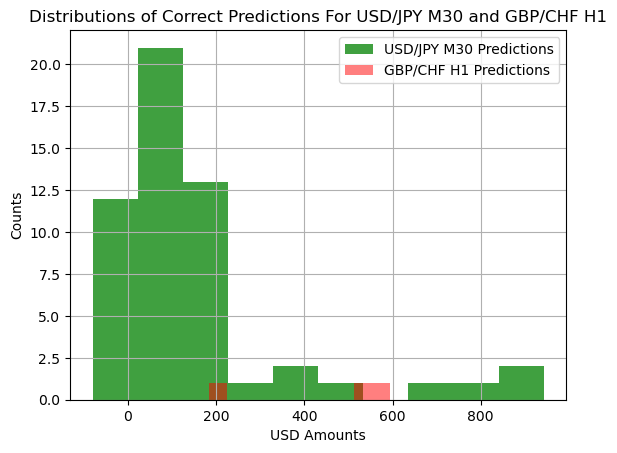 Distributions of Correct Predictions For USD/JPY M30 and GBP/CHF H1
USD/JPY M30 Predictions
GBP/CHF H1 Predictions
20.0
17.5
15.0
12.5
10.0
7.5
5.0
2.5
0.0
Counts
0 200 400 600 800
USD Amounts